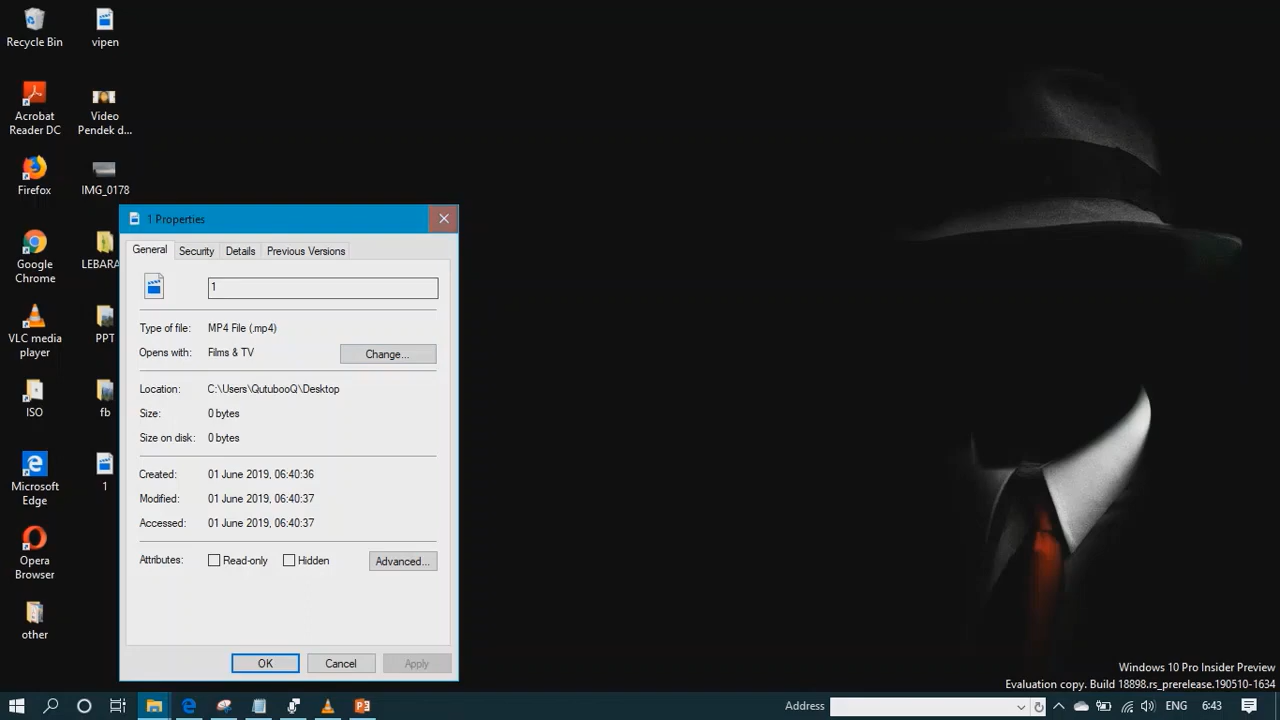 Recycle Bin
vipen
Acrobat
Reader DC
Video
Pendek d...
Firefox
IMG_0178
Google
Chrome
LEBARA
VLC media
player
PPT
ISO
fb
Microsoft
Edge
1
Opera
Browser
other
1 Properties
General
Security
Details
Previous Versions
1
Type of file: MP4 File (.mp4)
Opens with: Films & TV
Change...
Location: C:\Users\QutubooQ\Desktop
Size: 0 bytes
Size on disk: 0 bytes
Created: 01 June 2019, 06:40:36
Modified: 01 June 2019, 06:40:37
Accessed: 01 June 2019, 06:40:37
Attributes: Read-only Hidden Advanced...
OK Cancel Apply
Windows 10 Pro Insider Preview
Evaluation copy. Build 18898.rs_prerelease.190510-1634
Address
ENG
6:43